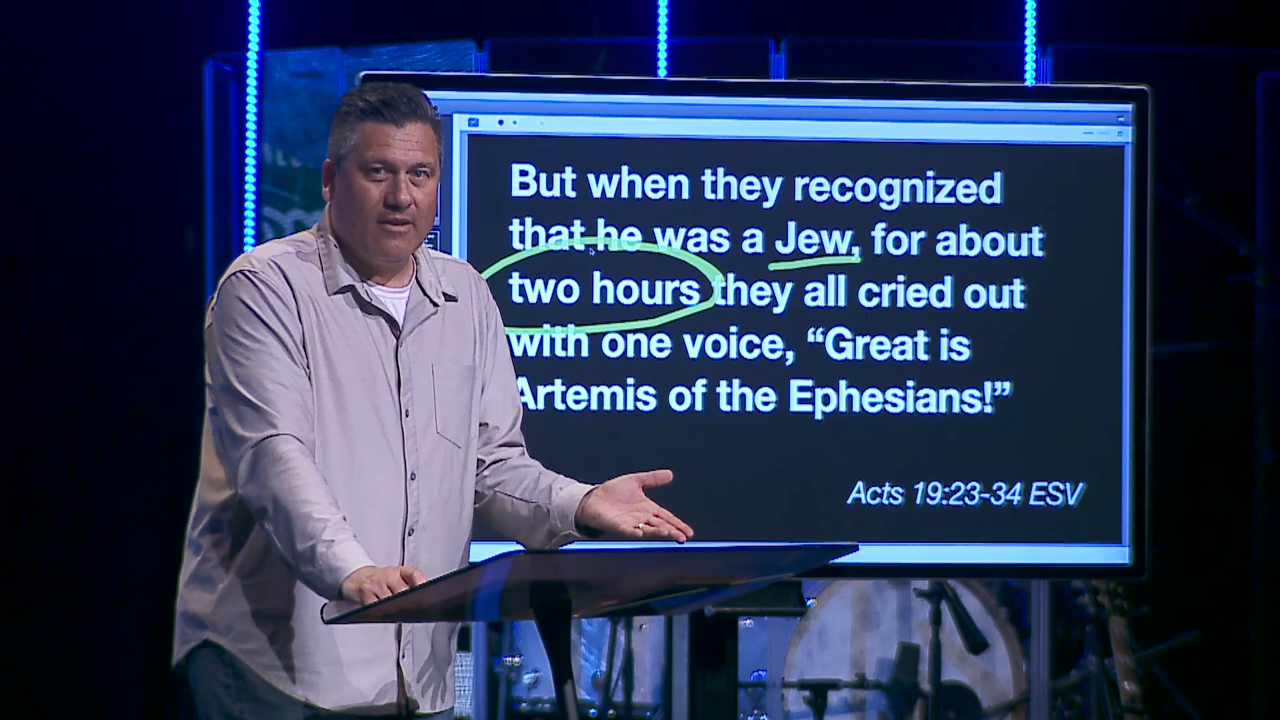 But when they recognized
that he was a Jew, for about
two hours they all cried out
with one voice, “Great is
Artemis of the Ephesians!”
Acts 19:23-34 ESV